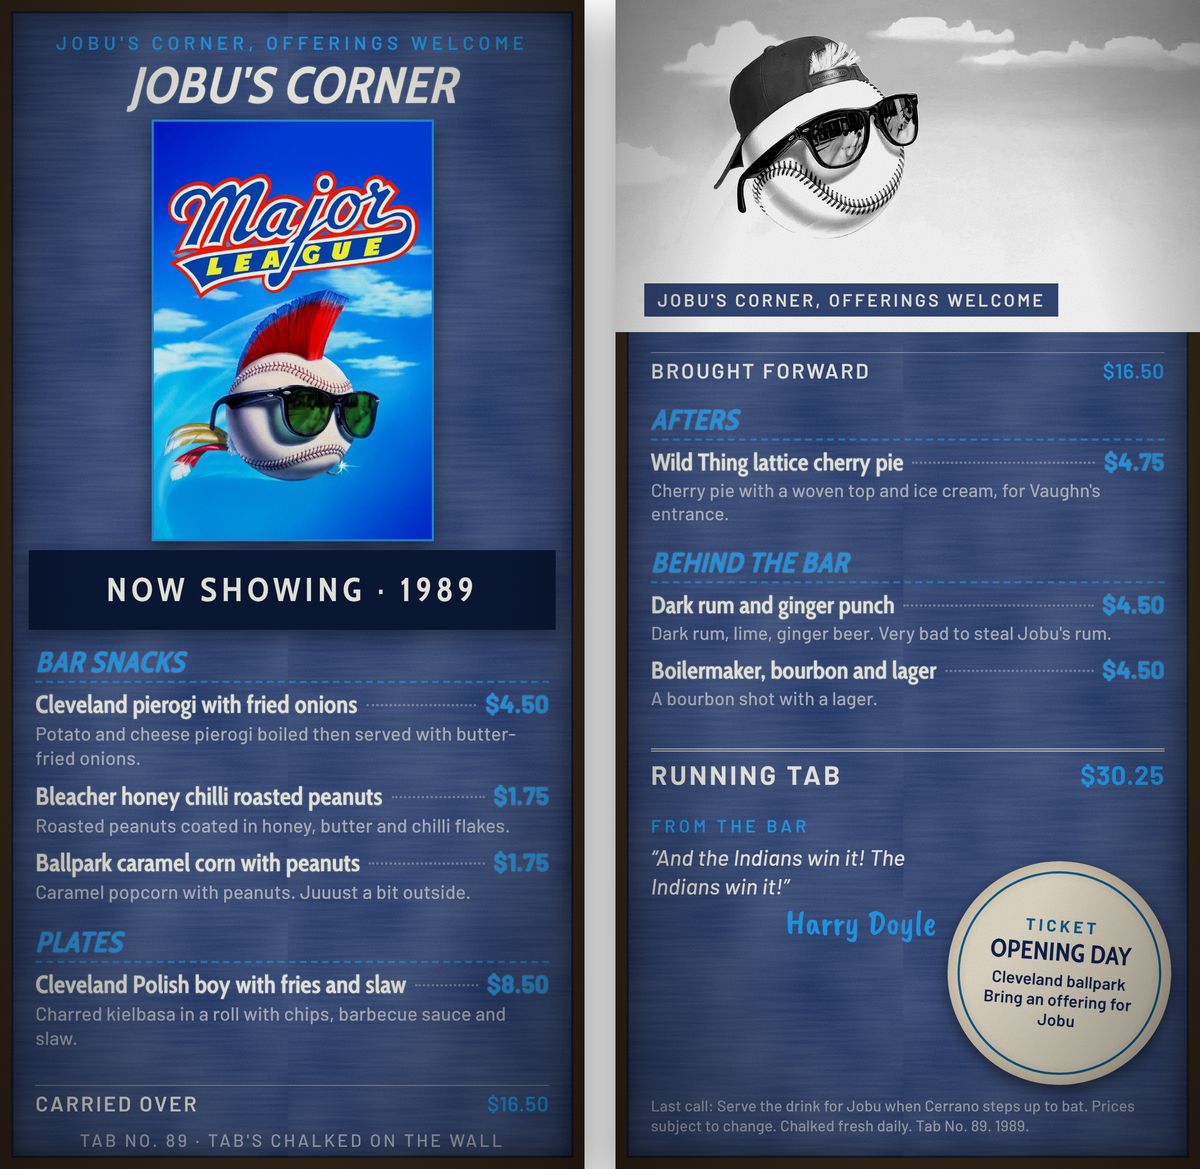 JOBU'S CORNER, OFFERINGS WELCOME
JOBU'S CORNER
Major
LEAGUE
NOW SHOWING · 1989
BAR SNACKS
Cleveland pierogi with fried onions $4.50
Potato and cheese pierogi boiled then served with butter-
fried onions.
Bleacher honey chilli roasted peanuts $1.75
Roasted peanuts coated in honey, butter and chilli flakes.
Ballpark caramel corn with peanuts $1.75
Caramel popcorn with peanuts. Juuust a bit outside.
PLATES
Cleveland Polish boy with fries and slaw $8.50
Charred kielbasa in a roll with chips, barbecue sauce and
slaw.
CARRIED OVER $16.50
TAB NO. 89 · TAB'S CHALKED ON THE WALL
JOBU'S CORNER, OFFERINGS WELCOME
BROUGHT FORWARD $16.50
AFTERS
Wild Thing lattice cherry pie $4.75
Cherry pie with a woven top and ice cream, for Vaughn's
entrance.
BEHIND THE BAR
Dark rum and ginger punch $4.50
Dark rum, lime, ginger beer. Very bad to steal Jobu's rum.
Boilermaker, bourbon and lager $4.50
A bourbon shot with a lager.
RUNNING TAB $30.25
FROM THE BAR
“And the Indians win it! The
Indians win it!”
Harry Doyle
TICKET
OPENING DAY
Cleveland ballpark
Bring an offering for
Jobu
Last call: Serve the drink for Jobu when Cerrano steps up to bat. Prices
subject to change. Chalked fresh daily. Tab No. 89. 1989.